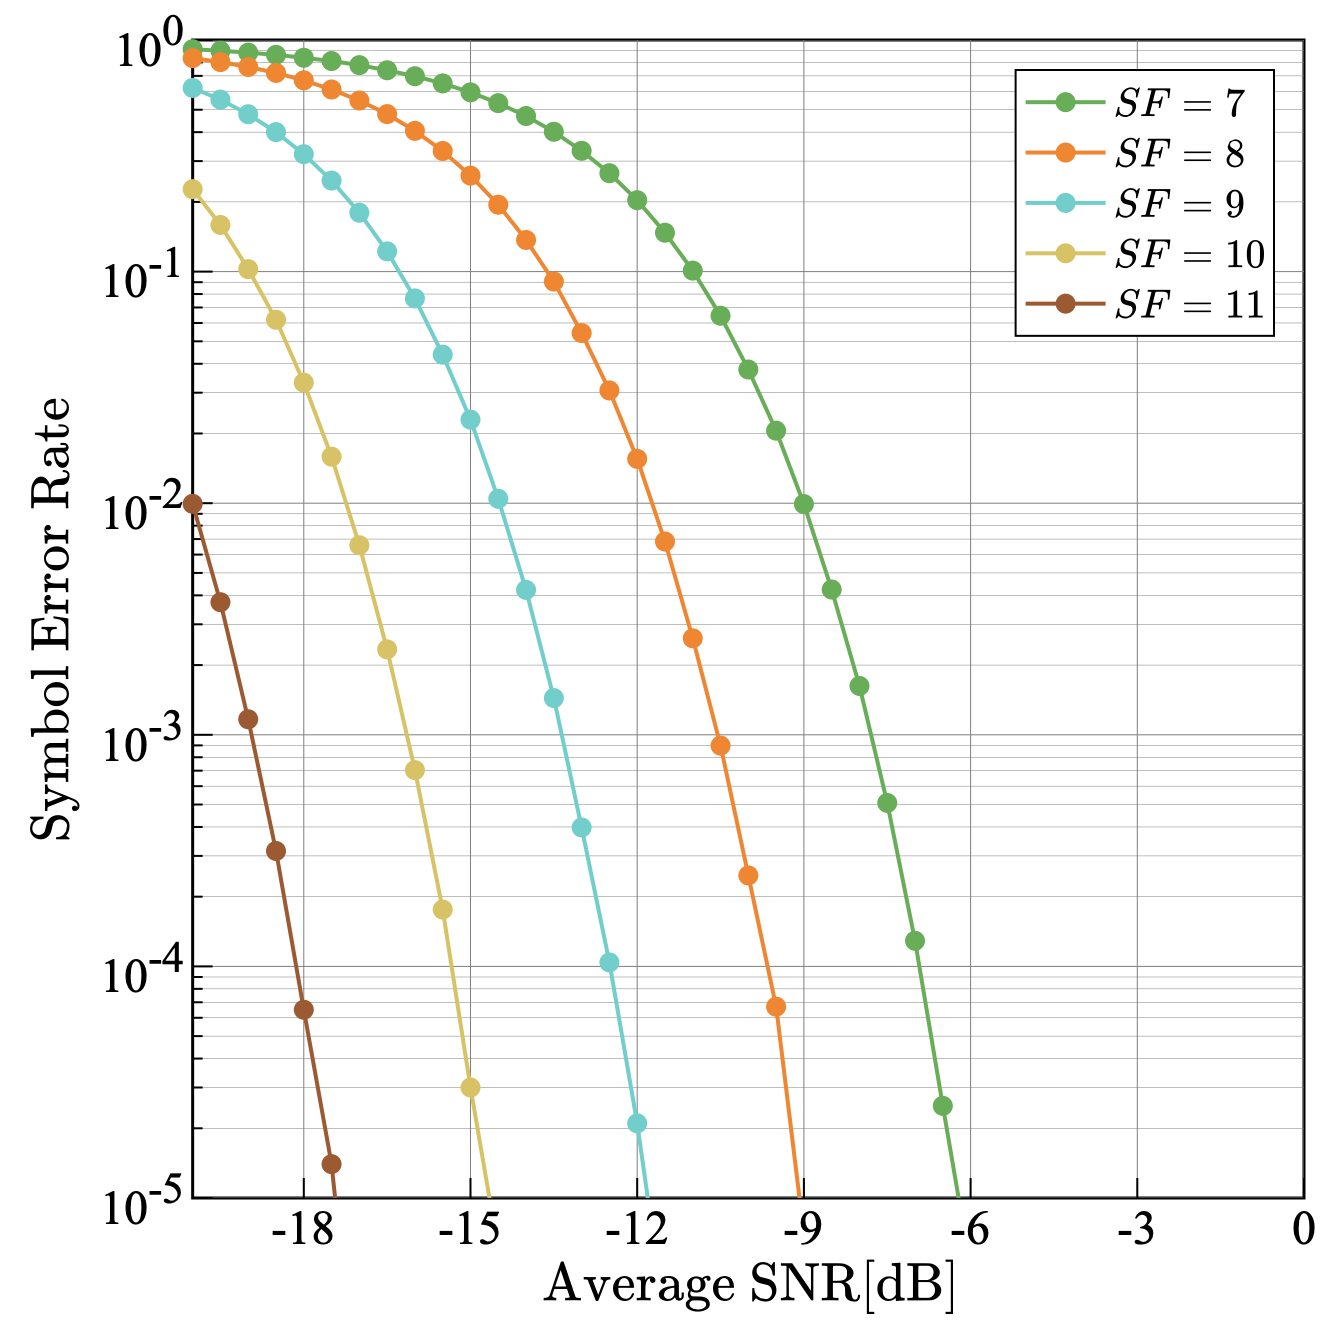 10^0
10^-1
10^-2
10^-3
10^-4
10^-5
Symbol Error Rate
SF = 7
SF = 8
SF = 9
SF = 10
SF = 11
-18 -15 -12 -9 -6 -3 0
Average SNR[dB]